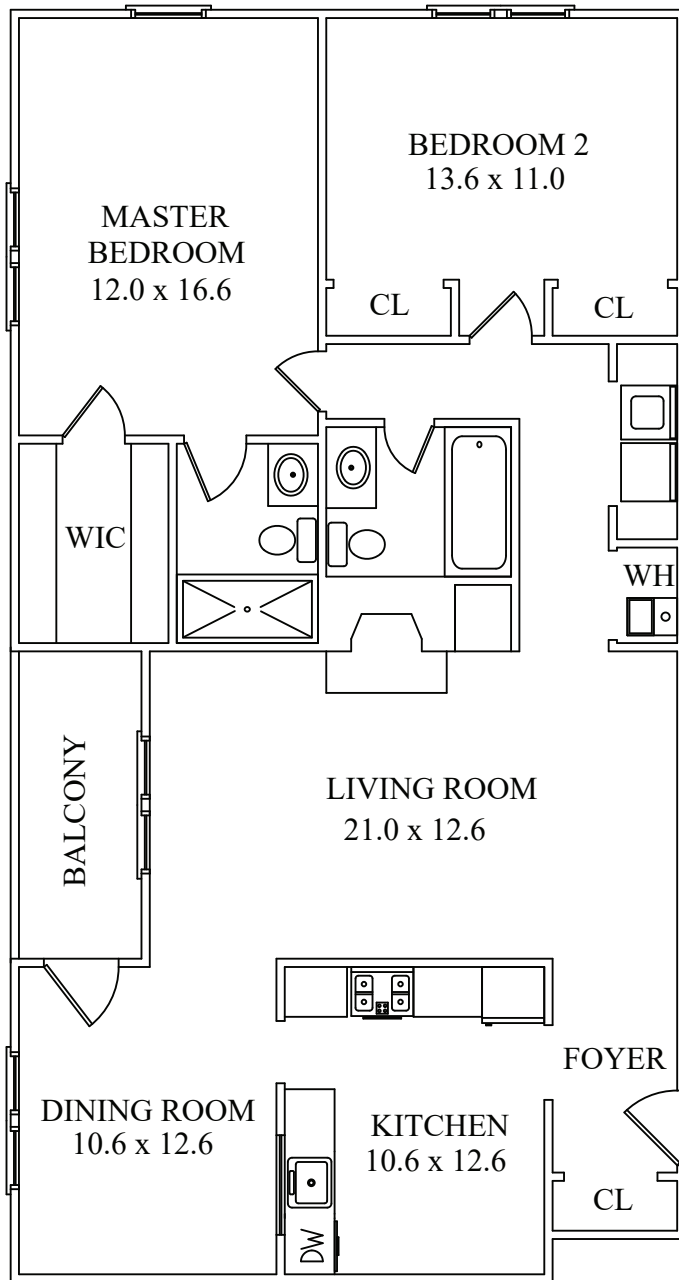 BEDROOM 2
13.6 x 11.0
MASTER
BEDROOM
12.0 x 16.6
CL
CL
WIC
WH
BALCONY
LIVING ROOM
21.0 x 12.6
FOYER
DINING ROOM
10.6 x 12.6
KITCHEN
10.6 x 12.6
CL
DW